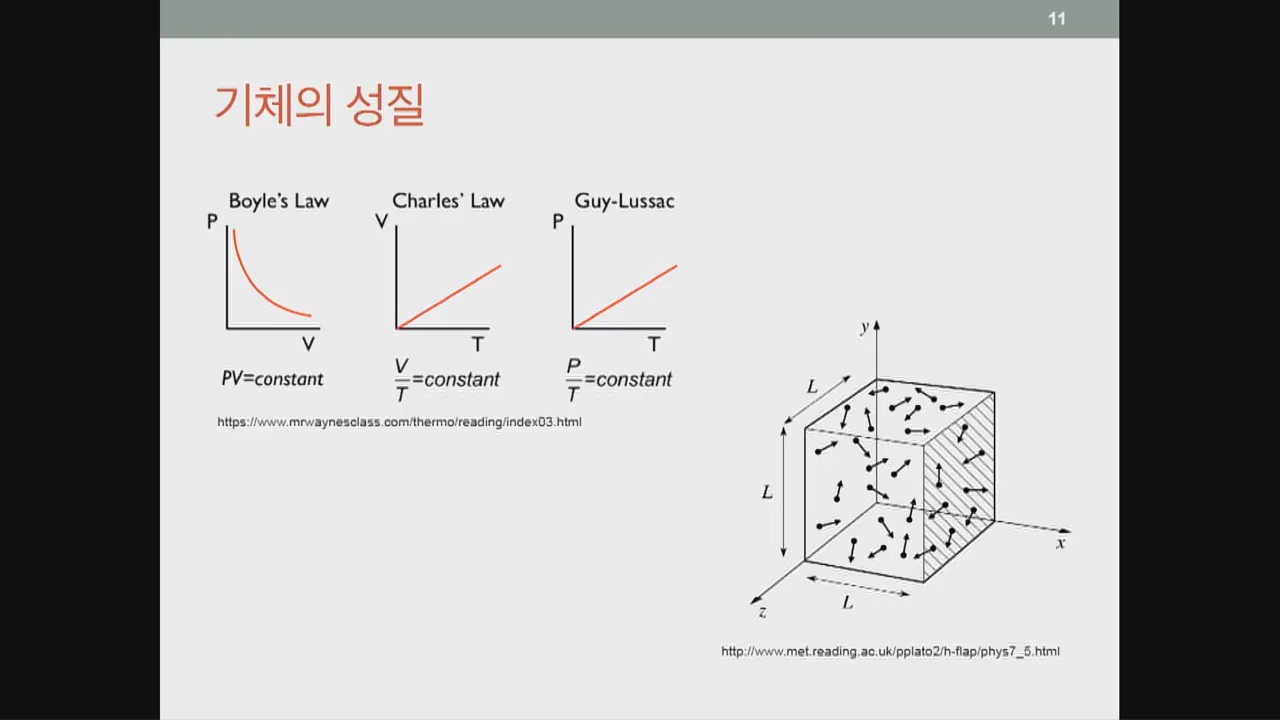 11
기체의 성질
Boyle's Law
P
V
PV=constant
Charles' Law
V
T
V/T=constant
Guy-Lussac
P
T
P/T=constant
https://www.mrwaynesclass.com/thermo/reading/index03.html
y
L
L
x
L
z
http://www.met.reading.ac.uk/pplato2/h-flap/phys7_5.html